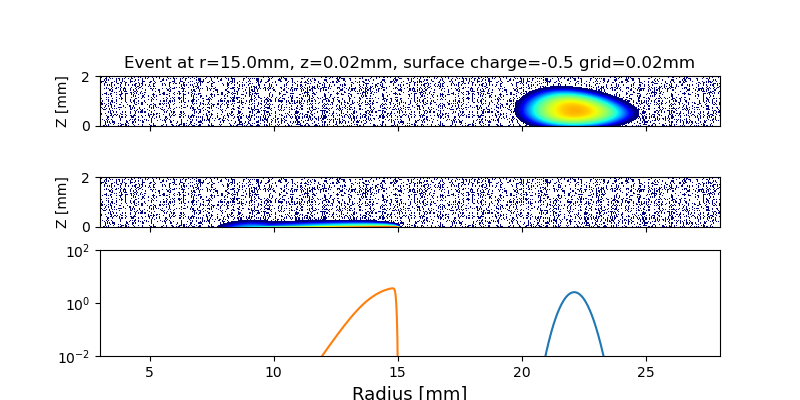 Event at r=15.0mm, z=0.02mm, surface charge=-0.5 grid=0.02mm
2
0
Z [mm]
2
0
Z [mm]
10²
10⁰
10⁻²
5 10 15 20 25
Radius [mm]